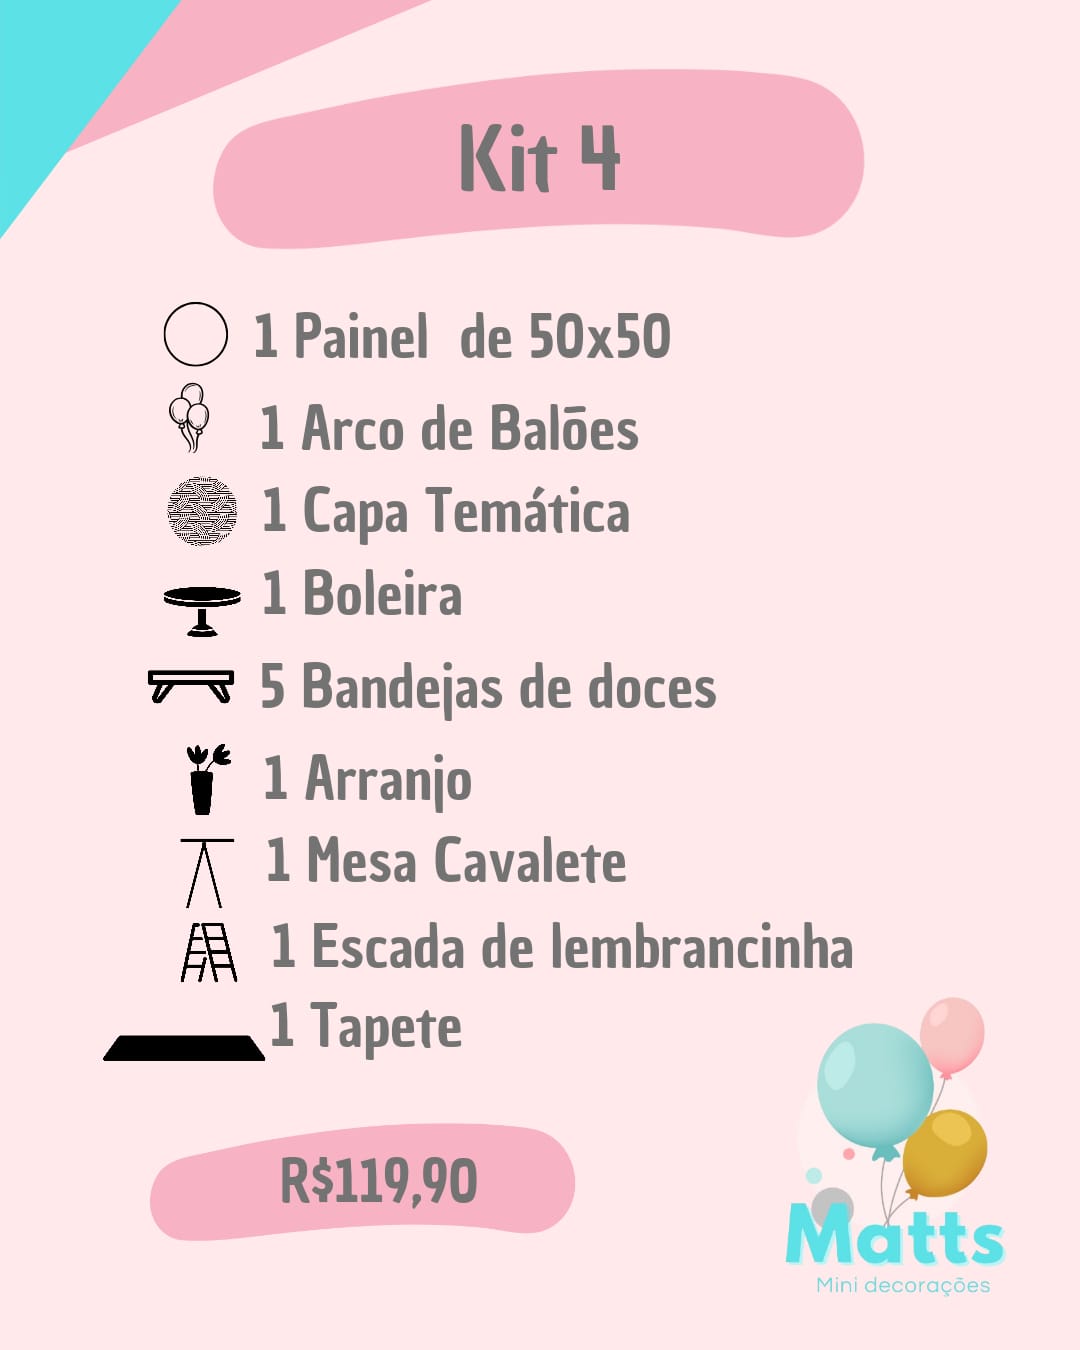 Kit 4
1 Painel de 50x50
1 Arco de Balões
1 Capa Temática
1 Boleira
5 Bandejas de doces
1 Arranjo
1 Mesa Cavalete
1 Escada de lembrancinha
1 Tapete
R$119,90
Matts
Mini decorações